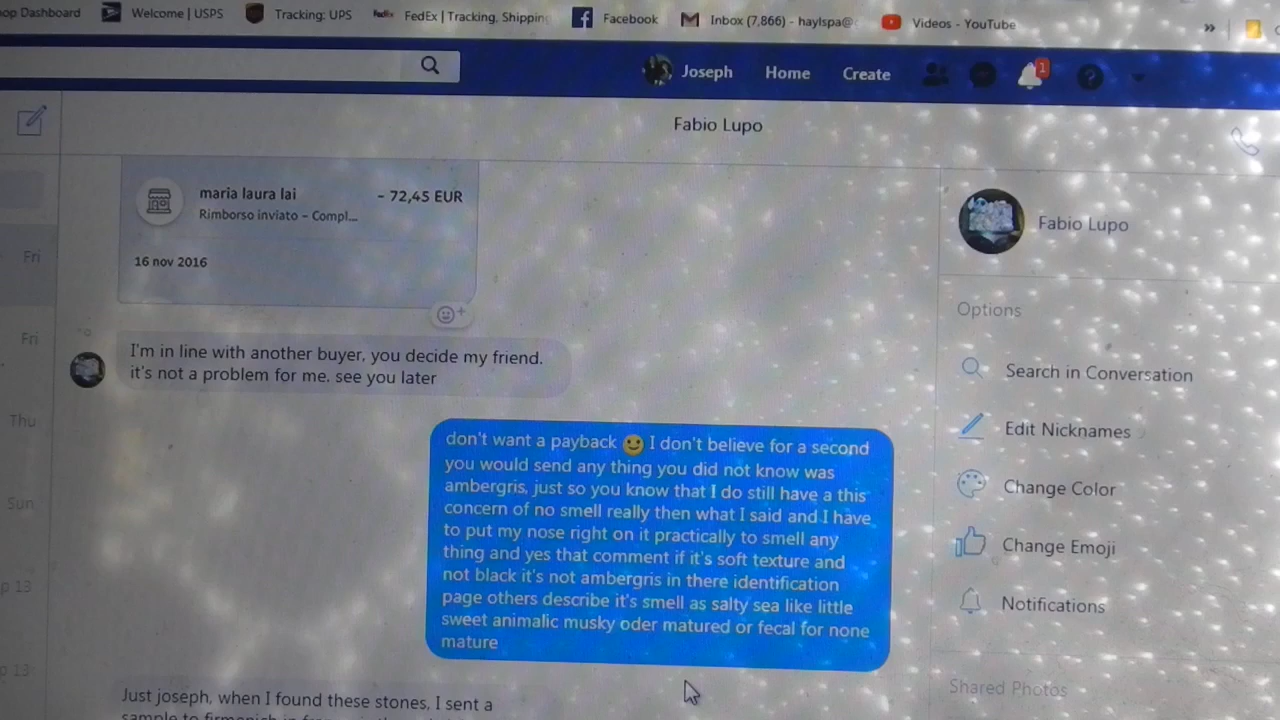 Dashboard Welcome | USPS Tracking: UPS FedEx | Tracking, Shipping Facebook Inbox (7,866) - haylspa@ Videos - YouTube »
Joseph Home Create 1
Fabio Lupo
maria laura lai - 72,45 EUR
Rimborso inviato – Compl...
16 nov 2016
Fabio Lupo
Fri
Options
Fri
I'm in line with another buyer, you decide my friend.
it's not a problem for me. see you later
Search in Conversation
Thu
Edit Nicknames
don't want a payback I don't believe for a second
you would send any thing you did not know was
ambergris, just so you know that I do still have a this
concern of no smell really then what I said and I have
to put my nose right on it practically to smell any
thing and yes that comment if it's soft texture and
not black it's not ambergris in there identification
page others describe it's smell as salty sea like little
sweet animalic musky oder matured or fecal for none
mature
Change Color
Sun
Change Emoji
p 13
Notifications
p 13
Shared Photos
Just joseph, when I found these stones, I sent a
sample to firmenich in